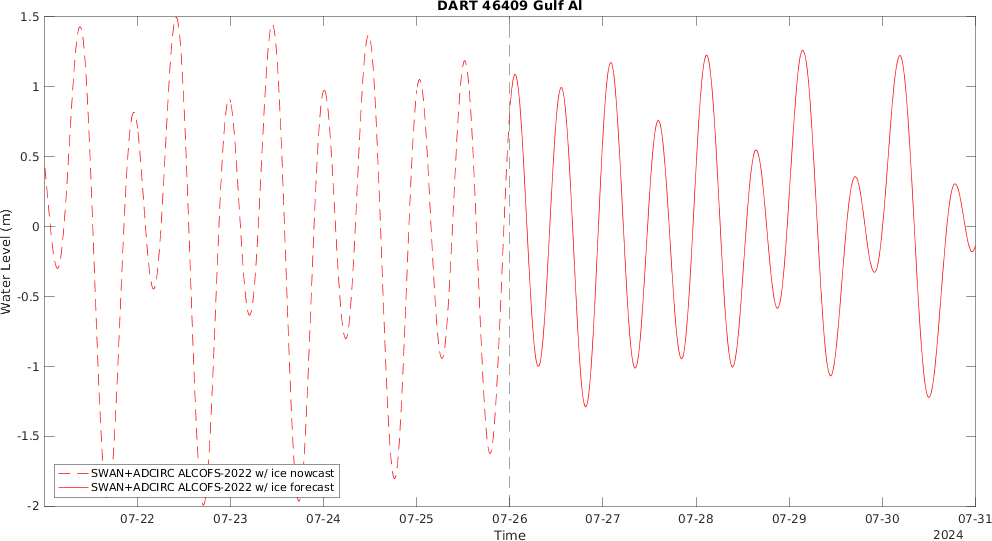 DART 46409 Gulf Al
Water Level (m)
1.5
1
0.5
0
-0.5
-1
-1.5
-2
SWAN+ADCIRC ALCOFS-2022 w/ ice nowcast
SWAN+ADCIRC ALCOFS-2022 w/ ice forecast
07-22 07-23 07-24 07-25 07-26 07-27 07-28 07-29 07-30 07-31
Time
2024